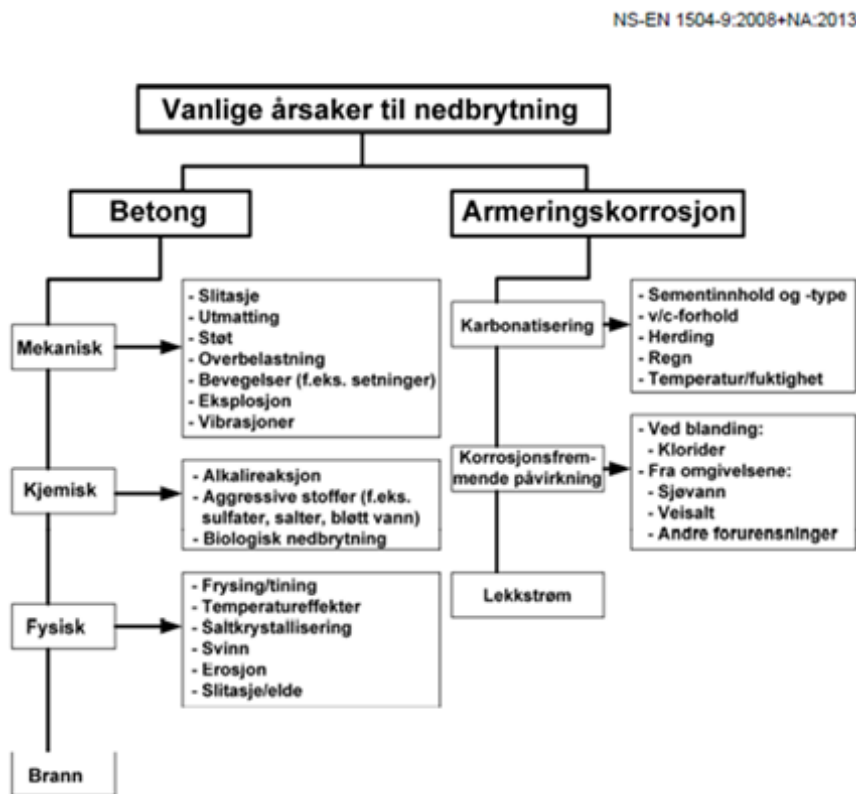 NS-EN 1504-9:2008+NA:2013
Vanlige årsaker til nedbrytning
Betong
Mekanisk
- Slitasje
- Utmatting
- Støt
- Overbelastning
- Bevegelser (f.eks. setninger)
- Eksplosjon
- Vibrasjoner
Kjemisk
- Alkalireaksjon
- Aggressive stoffer (f.eks.
sulfater, salter, bløtt vann)
- Biologisk nedbrytning
Fysisk
- Frysing/tining
- Temperatureffekter
- Saltkrystallisering
- Svinn
- Erosjon
- Slitasje/elde
Brann
Armeringskorrosjon
Karbonatisering
- Sementinnhold og -type
- v/c-forhold
- Herding
- Regn
- Temperatur/fuktighet
Korrosjonsfrem-
mende påvirkning
- Ved blanding:
- Klorider
- Fra omgivelsene:
- Sjøvann
- Veisalt
- Andre forurensninger
Lekkstrøm